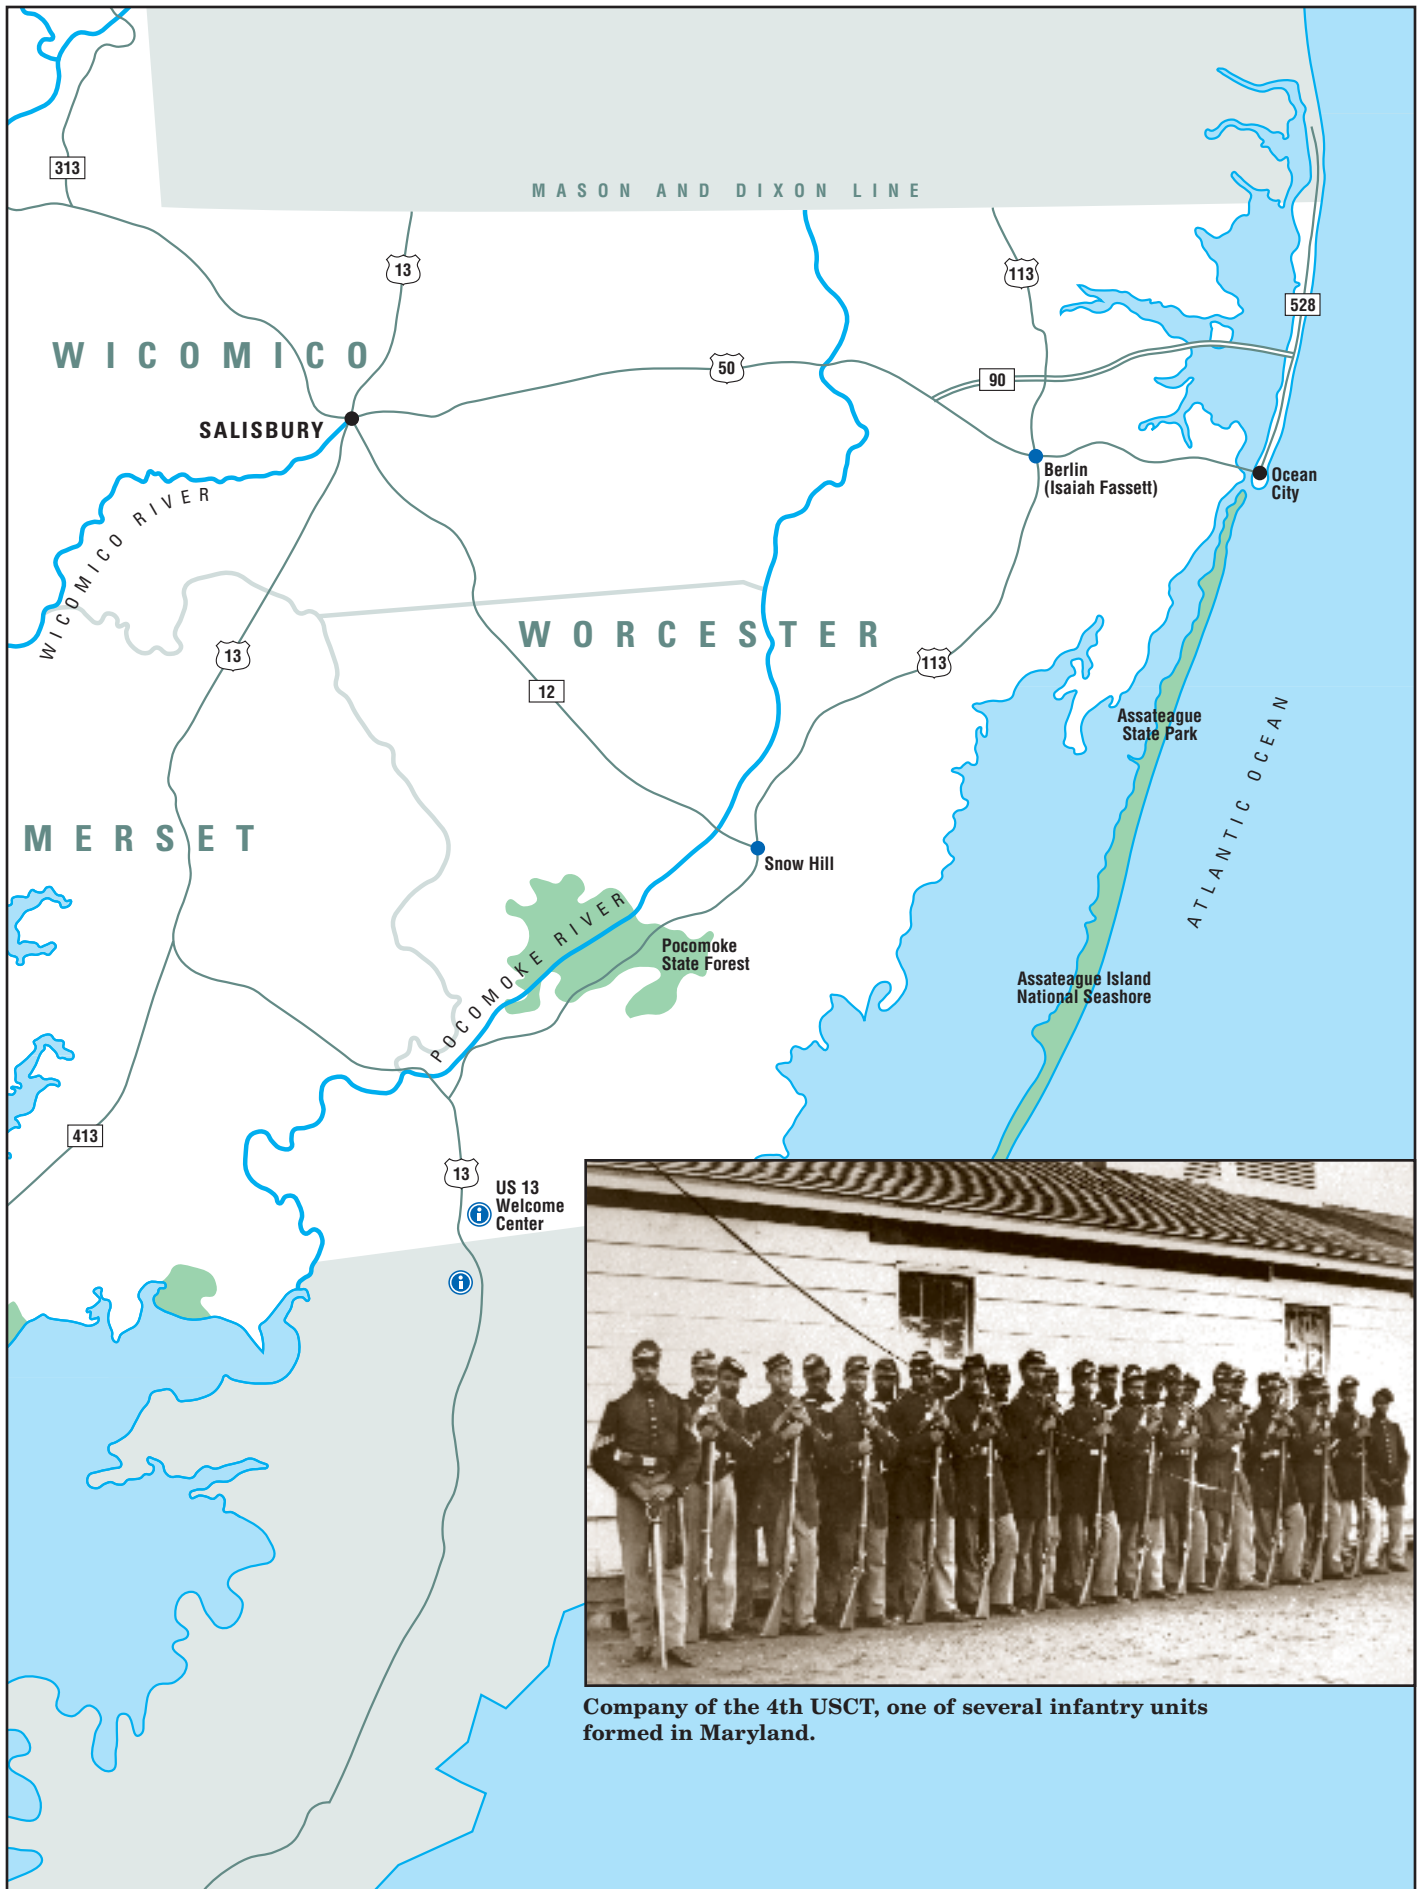 313
MASON AND DIXON LINE
13
113
528
WICOMICO
50
90
SALISBURY
Berlin
(Isaiah Fassett)
Ocean
City
WICOMICO RIVER
WORCESTER
13
12
113
Assateague
State Park
ATLANTIC OCEAN
MERSET
Snow Hill
POCOMOKE RIVER
Pocomoke
State Forest
Assateague Island
National Seashore
413
13
US 13
Welcome
Center
i
i
Company of the 4th USCT, one of several infantry units
formed in Maryland.